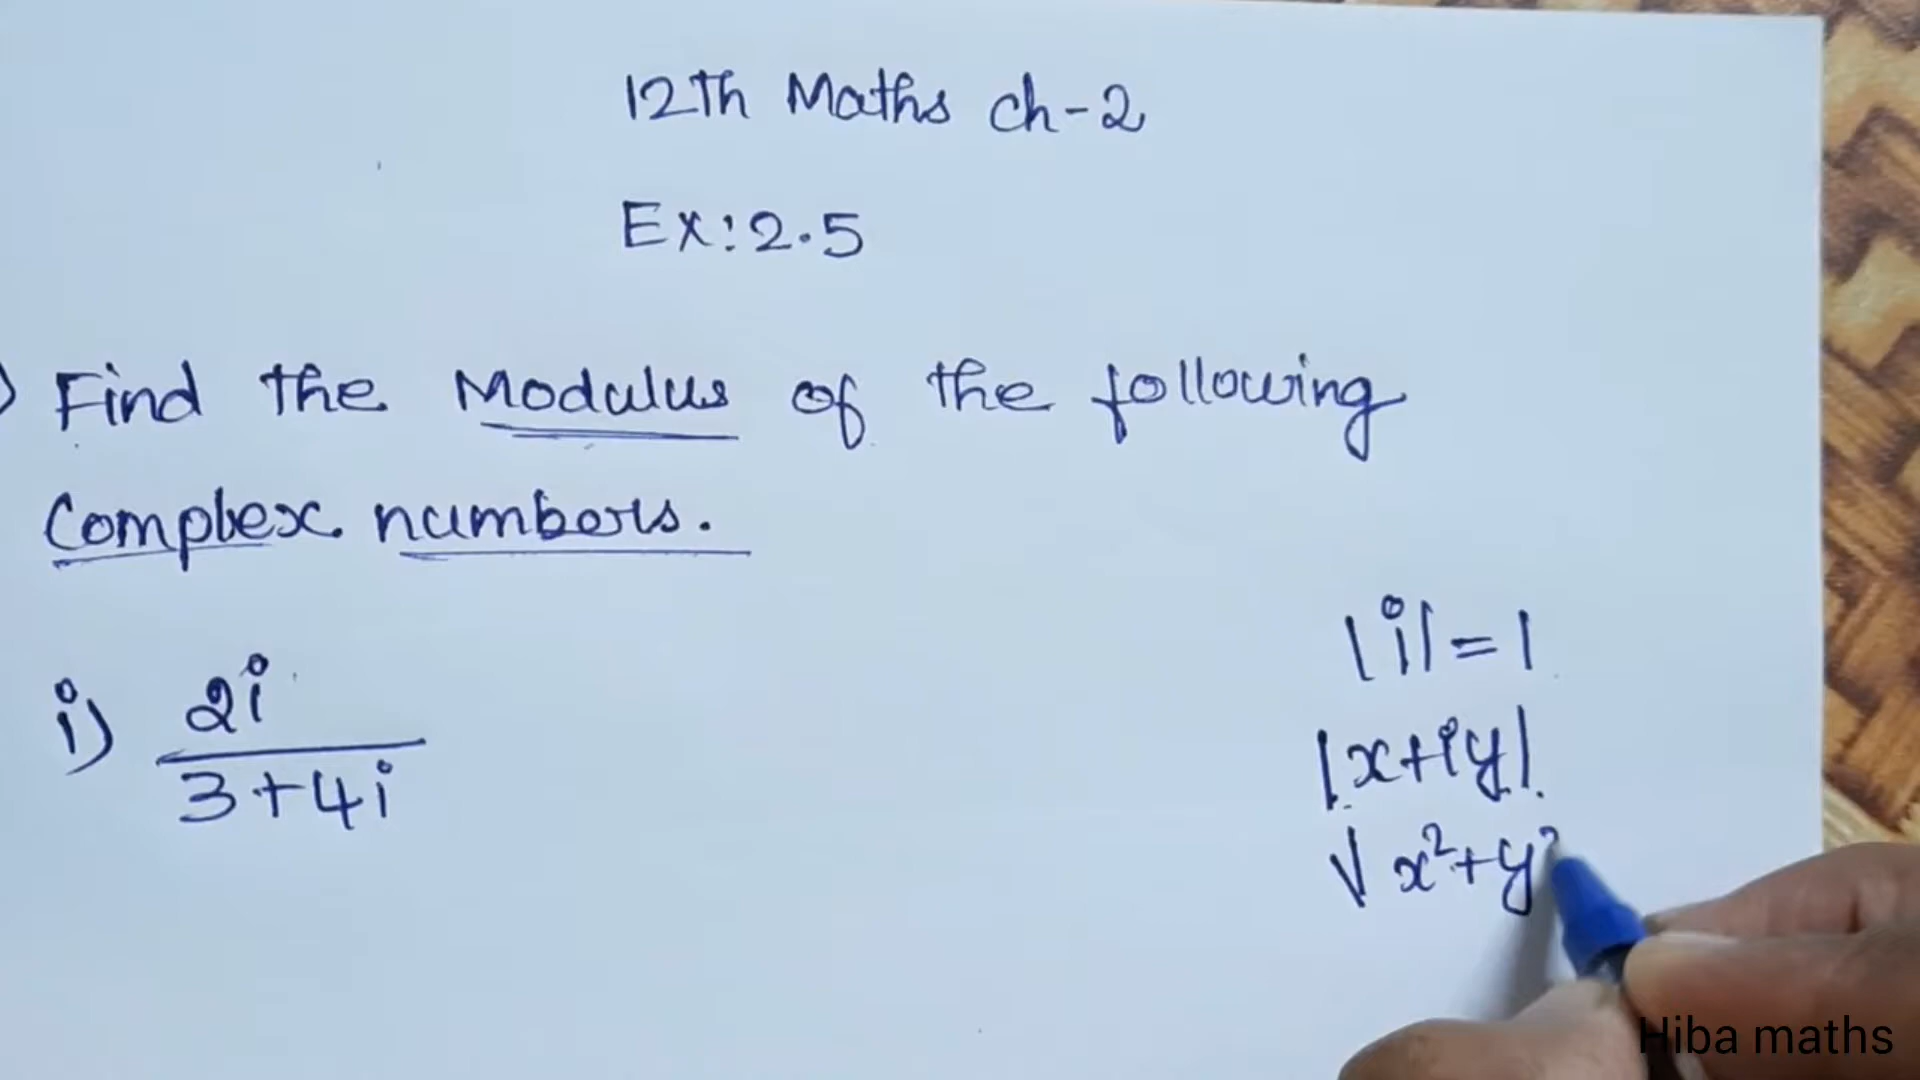 12Th Maths ch-2
Ex: 2.5
) Find the Modulus of the following
Complex numbers.
i) 2i
3+4i
|i| = 1
|x+iy|
√x²+y²
Hiba maths